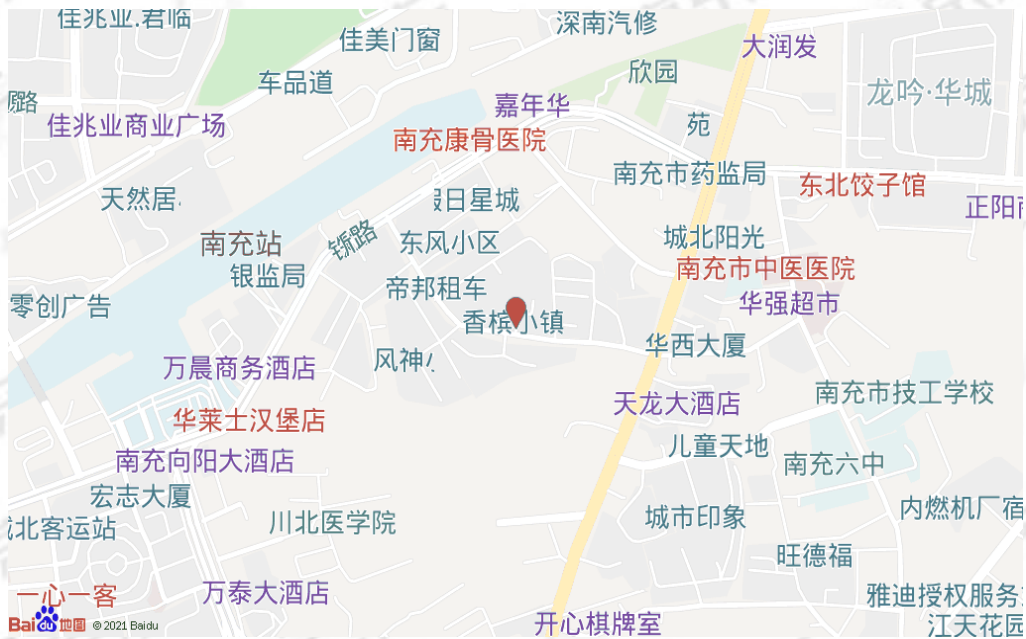 佳兆业.君临
深南汽修
佳美门窗
大润发
欣园
车品道
龙吟·华城
路
嘉年华
佳兆业商业广场
苑
南充康骨医院
南充市药监局
东北饺子馆
天然居
日星城
正阳
城北阳光
南充站
东风小区
路
南充市中医医院
银监局
帝邦租车
华强超市
零创广告
香槟小镇
华西大厦
风神
万晨商务酒店
南充市技工学校
天龙大酒店
华莱士汉堡店
儿童天地
南充向阳大酒店
南充六中
宏志大厦
内燃机厂宿
城市印象
川北医学院
北客运站
旺德福
万泰大酒店
一心一客
雅迪授权服务
开心棋牌室
江天花园
Bai du 地图 © 2021 Baidu